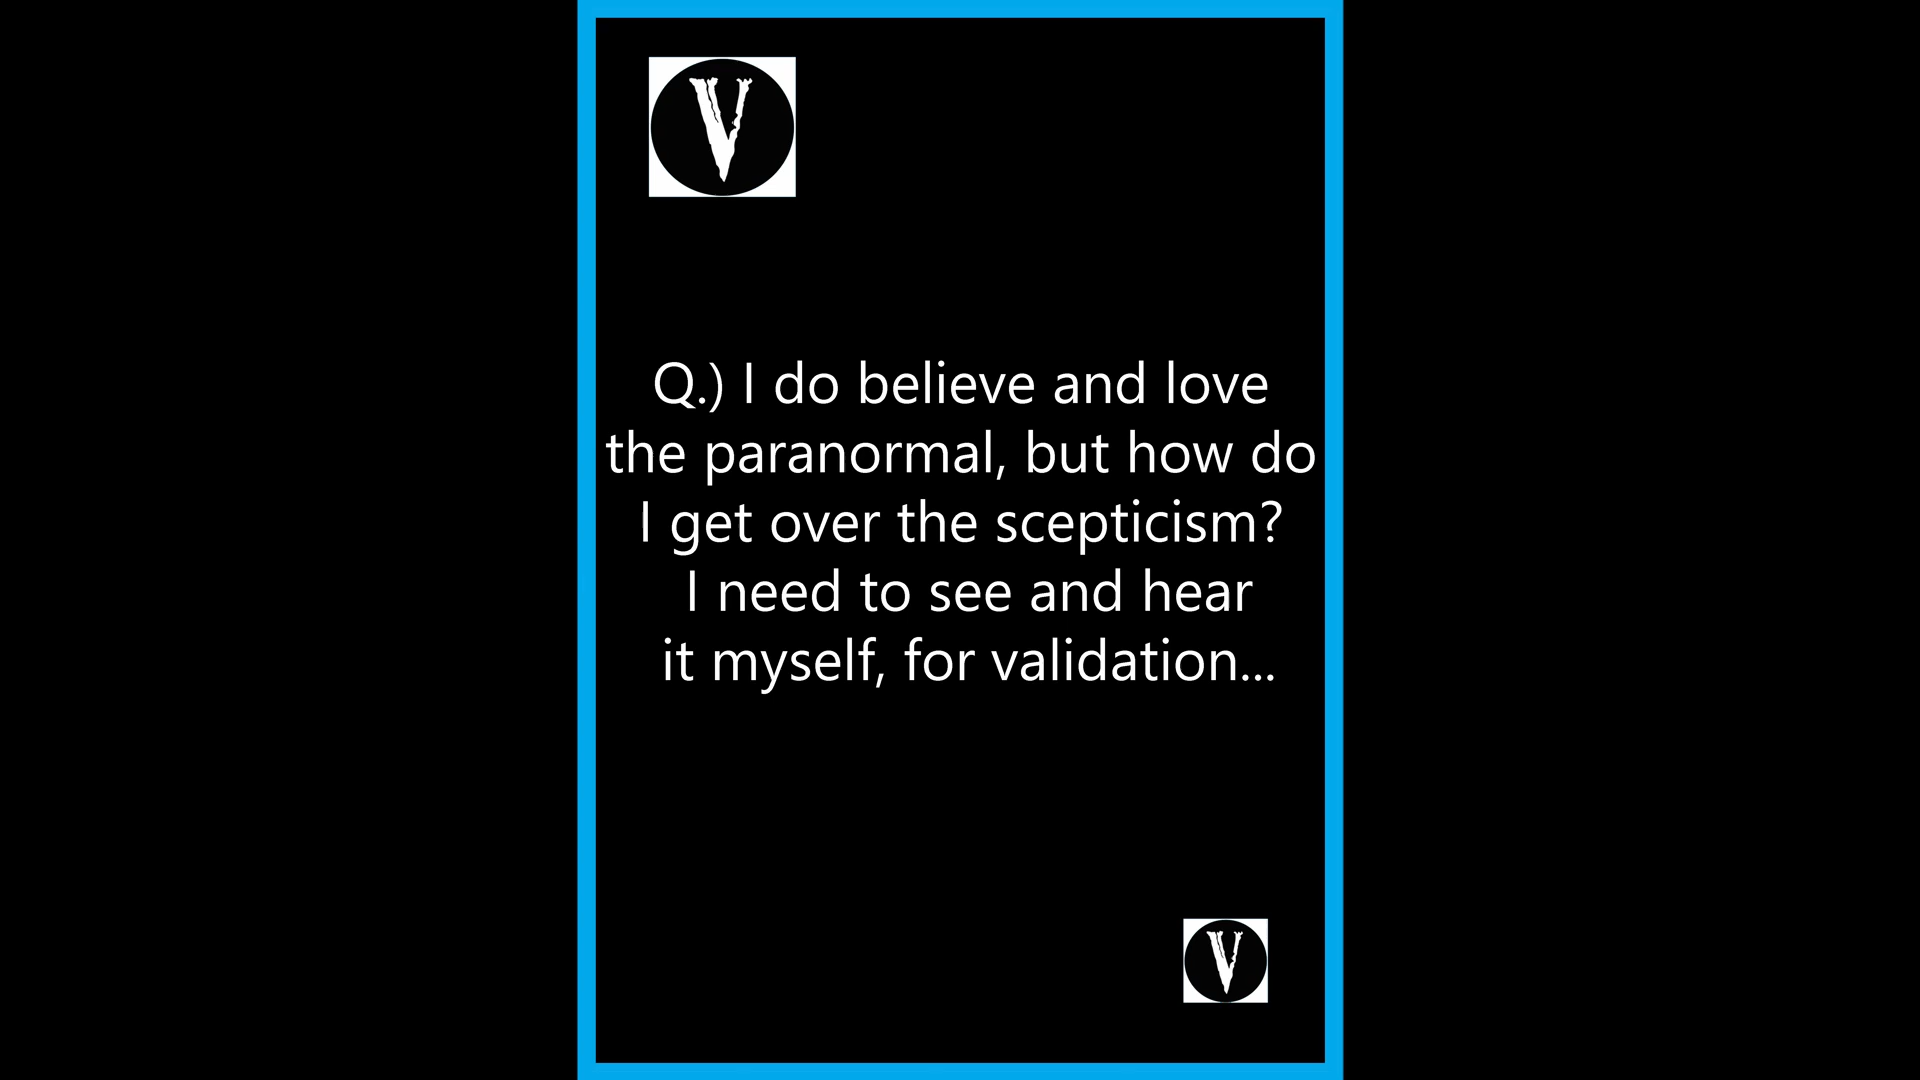 V
Q.) I do believe and love
the paranormal, but how do
I get over the scepticism?
I need to see and hear
it myself, for validation...
V